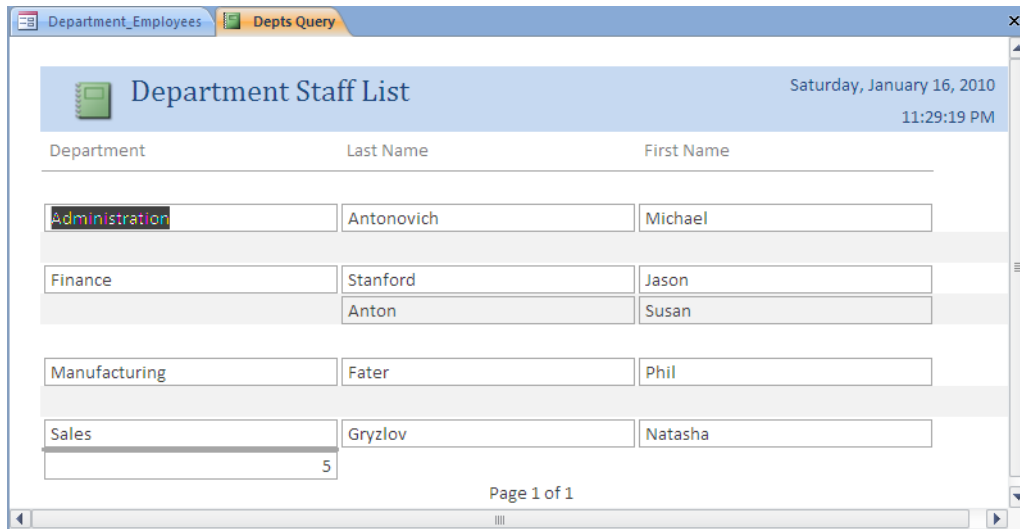 Department_Employees Depts Query
Department Staff List Saturday, January 16, 2010
11:29:19 PM
Department Last Name First Name
Administration Antonovich Michael
Finance Stanford Jason
Anton Susan
Manufacturing Fater Phil
Sales Gryzlov Natasha
5
Page 1 of 1